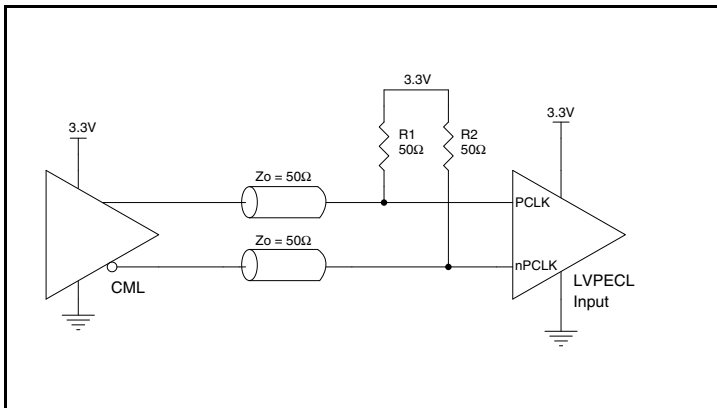 3.3V
3.3V
R1
50Ω
R2
50Ω
3.3V
Zo = 50Ω
PCLK
Zo = 50Ω
nPCLK
CML
LVPECL
Input